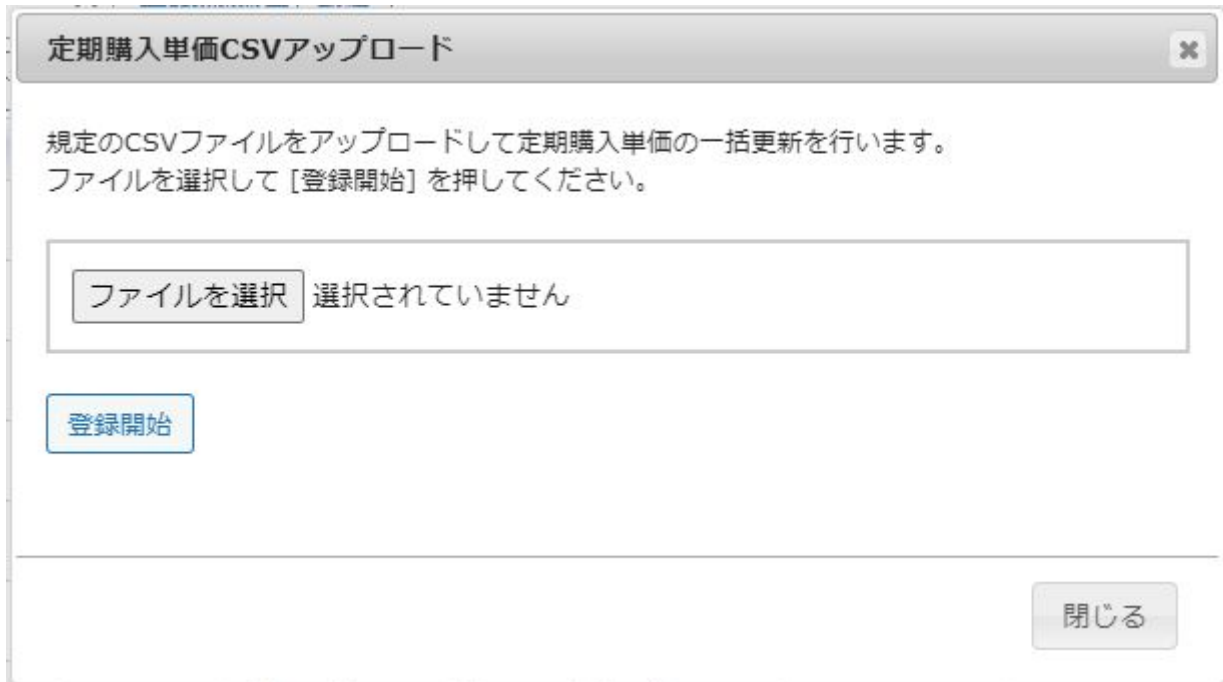 定期購入単価CSVアップロード
規定のCSVファイルをアップロードして定期購入単価の一括更新を行います。
ファイルを選択して [登録開始] を押してください。
ファイルを選択 選択されていません
登録開始
閉じる